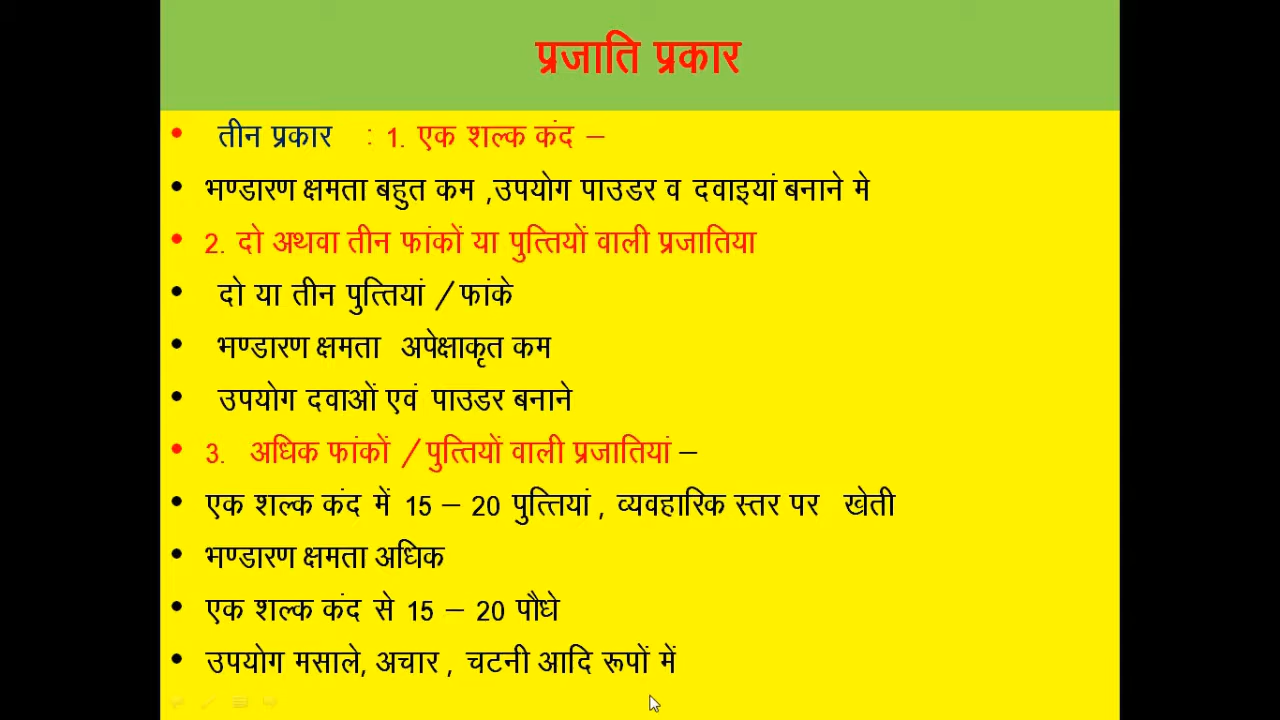 प्रजाति प्रकार
• तीन प्रकार : 1. एक शल्क कंद –
• भण्डारण क्षमता बहुत कम ,उपयोग पाउडर व दवाइयां बनाने मे
• 2. दो अथवा तीन फांकों या पुत्तियों वाली प्रजातिया
• दो या तीन पुत्तियां / फांके
• भण्डारण क्षमता अपेक्षाकृत कम
• उपयोग दवाओं एवं पाउडर बनाने
• 3. अधिक फांकों / पुत्तियों वाली प्रजातियां –
• एक शल्क कंद में 15 – 20 पुत्तियां , व्यवहारिक स्तर पर खेती
• भण्डारण क्षमता अधिक
• एक शल्क कंद से 15 – 20 पौधे
• उपयोग मसाले, अचार , चटनी आदि रूपों में